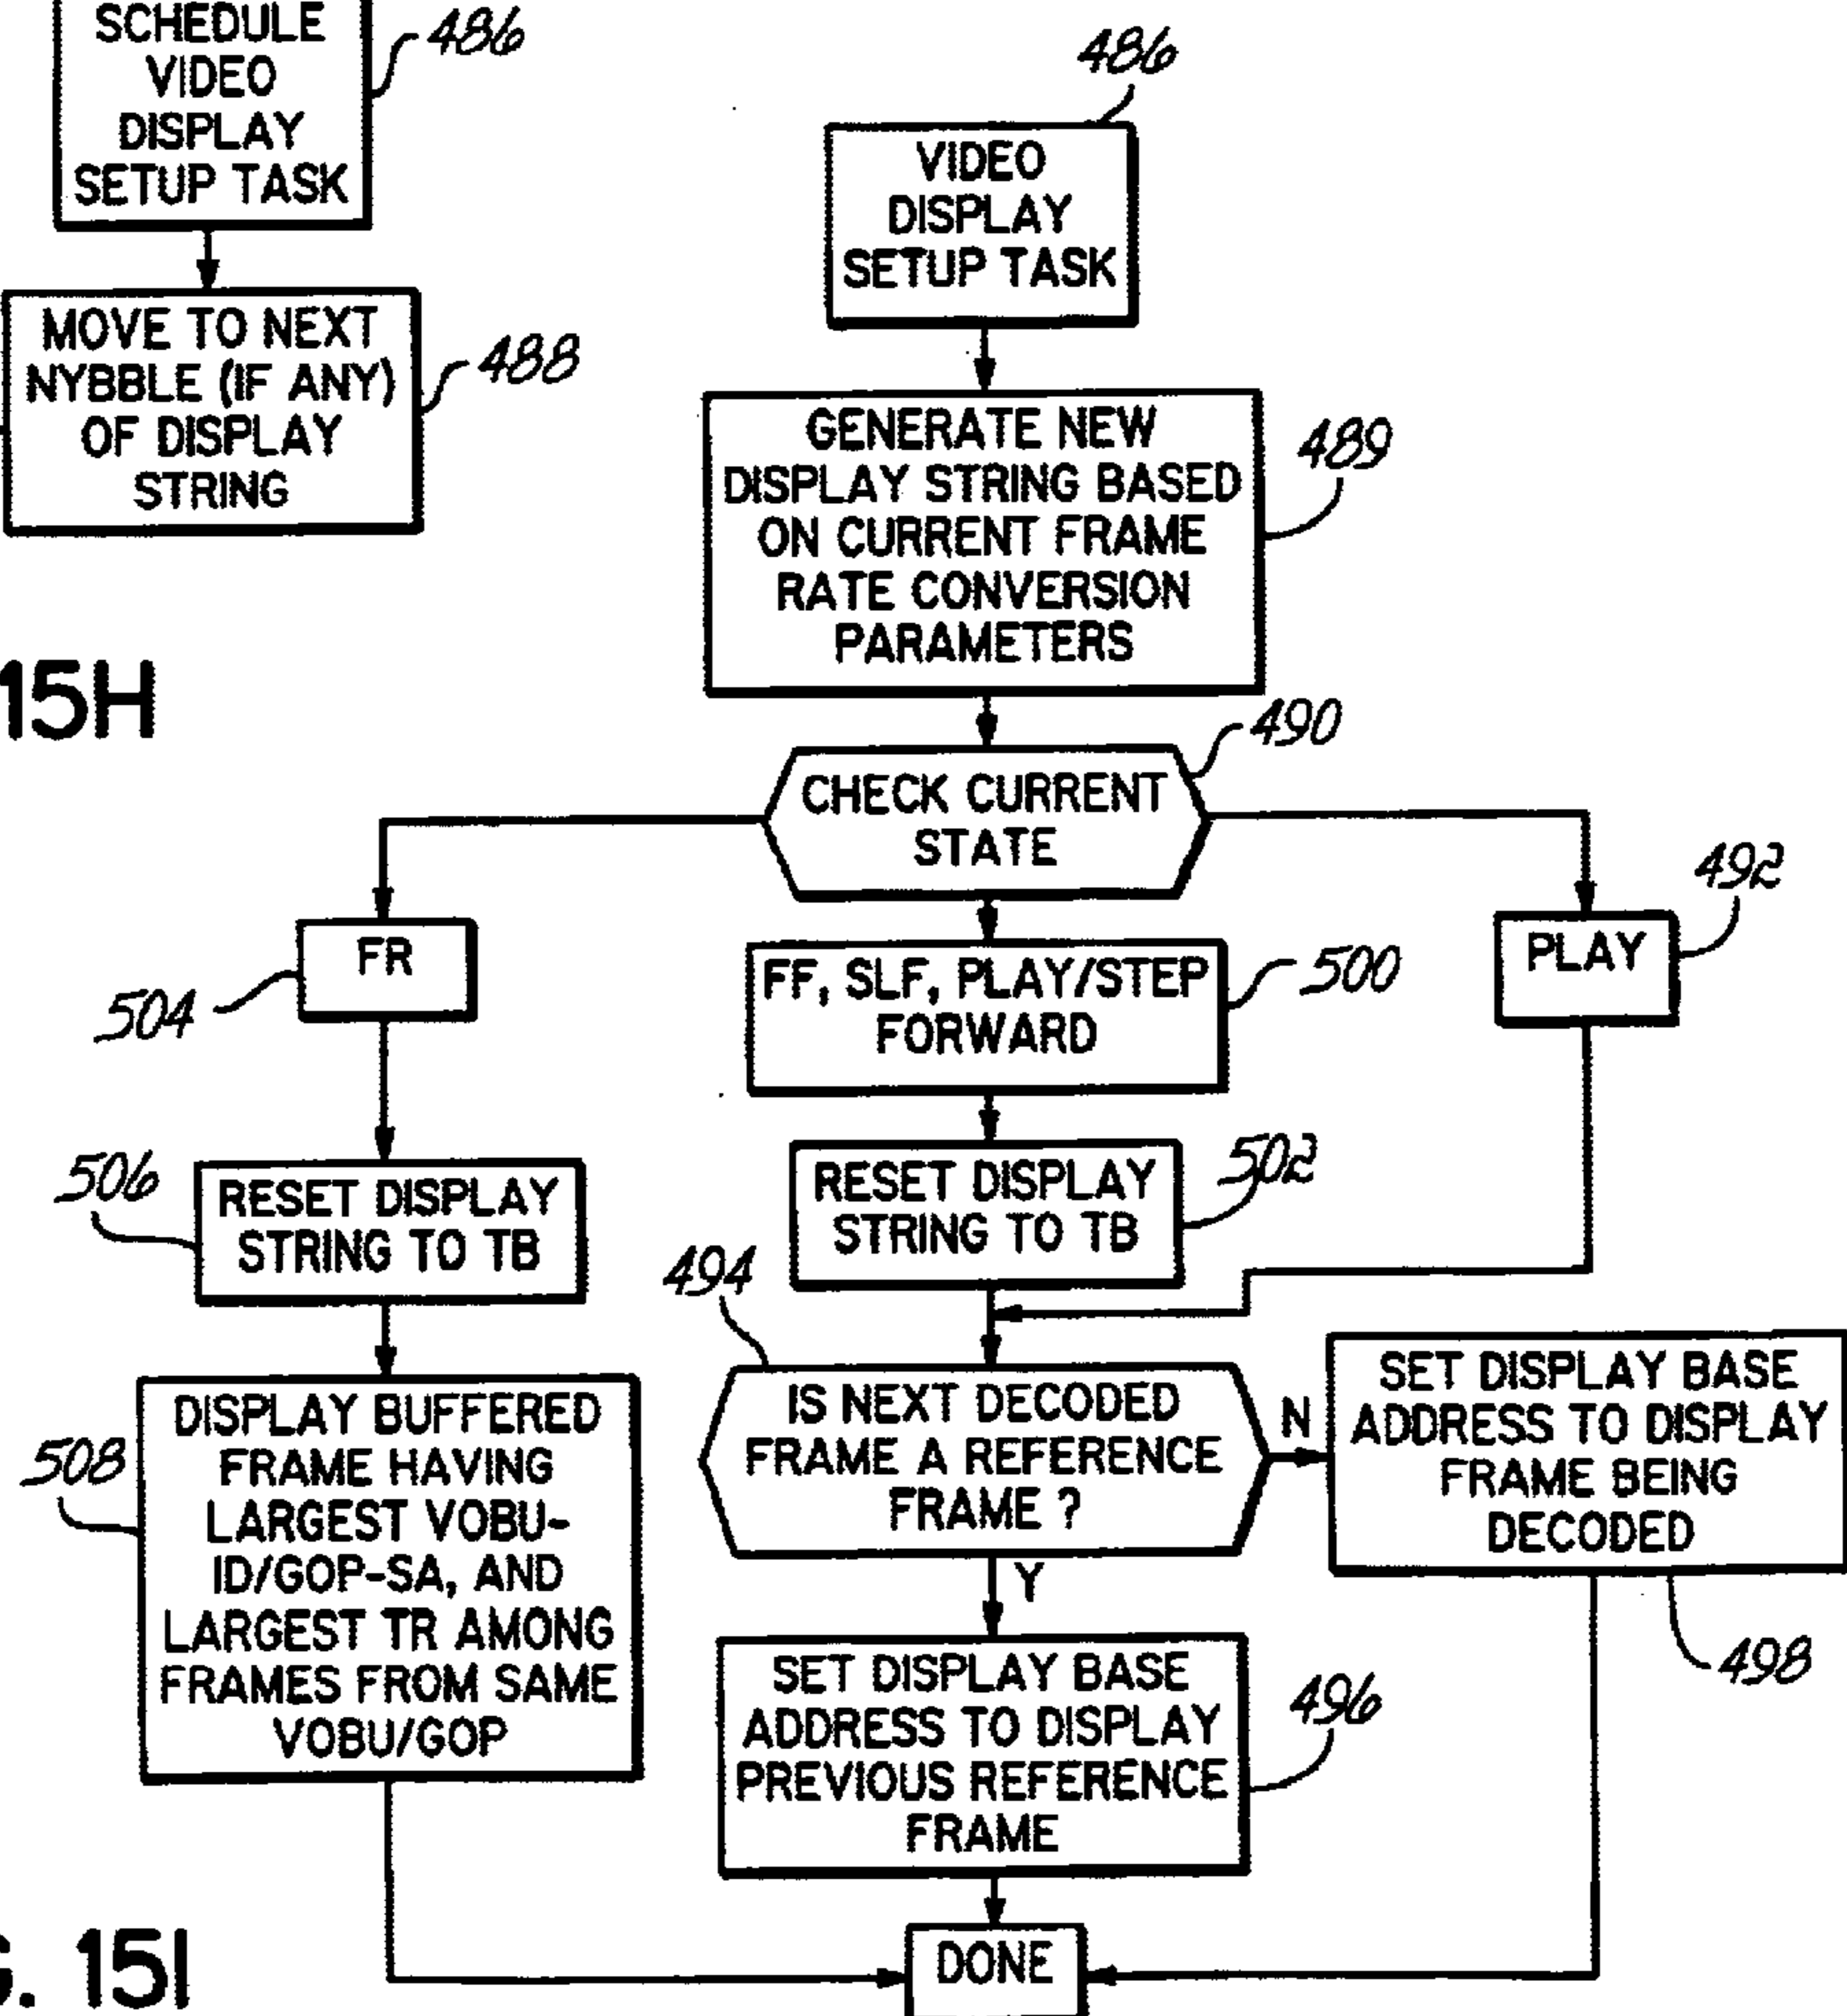 SCHEDULE
VIDEO
DISPLAY
SETUP TASK
486
MOVE TO NEXT
NYBBLE (IF ANY)
OF DISPLAY
STRING
488
15H
486
VIDEO
DISPLAY
SETUP TASK
GENERATE NEW
DISPLAY STRING BASED
ON CURRENT FRAME
RATE CONVERSION
PARAMETERS
489
CHECK CURRENT
STATE
490
FR
504
FF, SLF, PLAY/STEP
FORWARD
500
PLAY
492
506
RESET DISPLAY
STRING TO TB
RESET DISPLAY
STRING TO TB
502
494
IS NEXT DECODED
FRAME A REFERENCE
FRAME ?
N
Y
SET DISPLAY BASE
ADDRESS TO DISPLAY
FRAME BEING
DECODED
498
508
DISPLAY BUFFERED
FRAME HAVING
LARGEST VOBU-
ID/GOP-SA, AND
LARGEST TR AMONG
FRAMES FROM SAME
VOBU/GOP
SET DISPLAY BASE
ADDRESS TO DISPLAY
PREVIOUS REFERENCE
FRAME
496
DONE
G. 15I